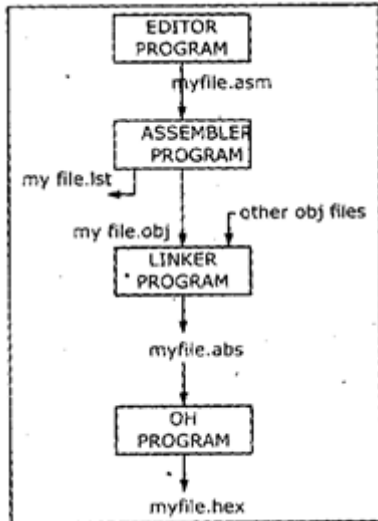 EDITOR
PROGRAM
myfile.asm
ASSEMBLER
PROGRAM
my file.lst
other obj files
my file.obj
LINKER
PROGRAM
myfile.abs
OH
PROGRAM
myfile.hex